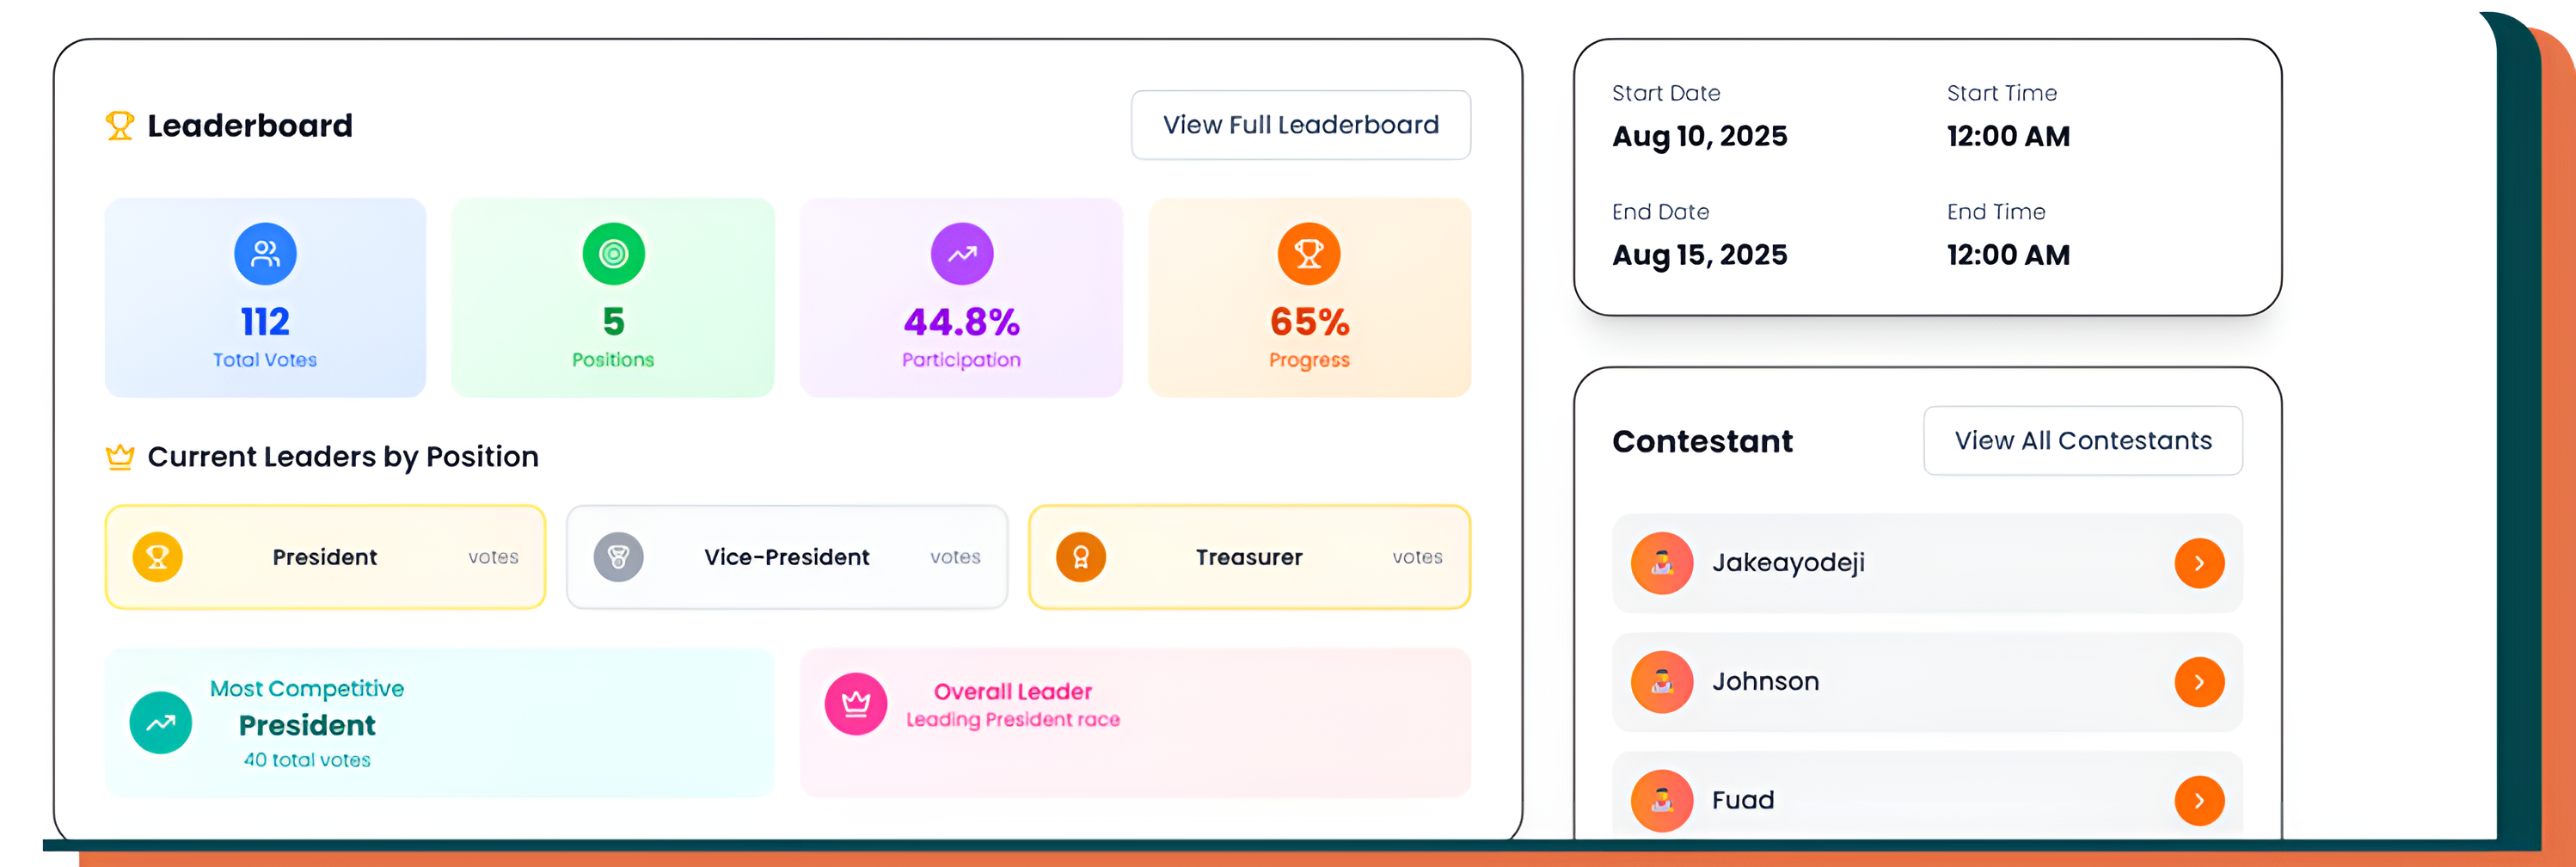 Leaderboard
View Full Leaderboard
112
Total Votes
5
Positions
44.8%
Participation
65%
Progress
Current Leaders by Position
President
votes
Vice-President
votes
Treasurer
votes
Most Competitive
President
40 total votes
Overall Leader
Leading President race
Start Date
Start Time
Aug 10, 2025
12:00 AM
End Date
End Time
Aug 15, 2025
12:00 AM
Contestant
View All Contestants
Jakeayodeji
Johnson
Fuad